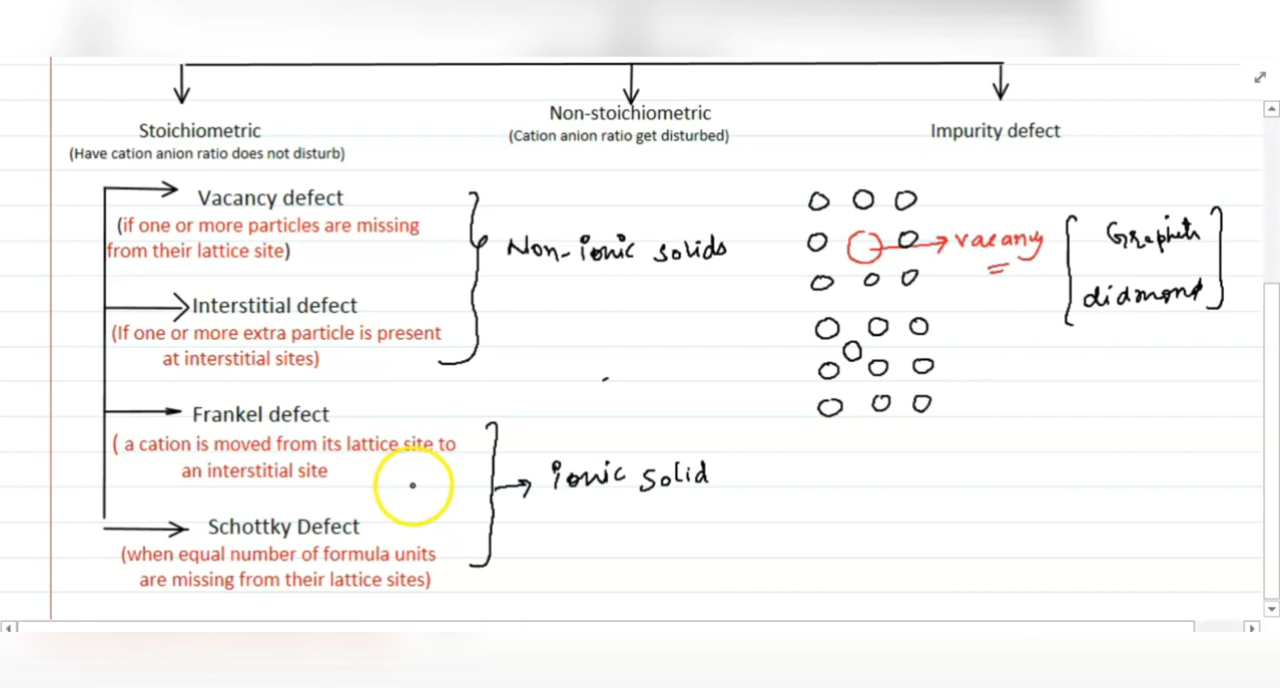 Stoichiometric
(Have cation anion ratio does not disturb)
Non-stoichiometric
(Cation anion ratio get disturbed)
Impurity defect
Vacancy defect
(if one or more particles are missing
from their lattice site)
Interstitial defect
(If one or more extra particle is present
at interstitial sites)
Non-ionic solids
vacany
didmond
Frankel defect
( a cation is moved from its lattice site to
an interstitial site
Schottky Defect
(when equal number of formula units
are missing from their lattice sites)
ionic solid